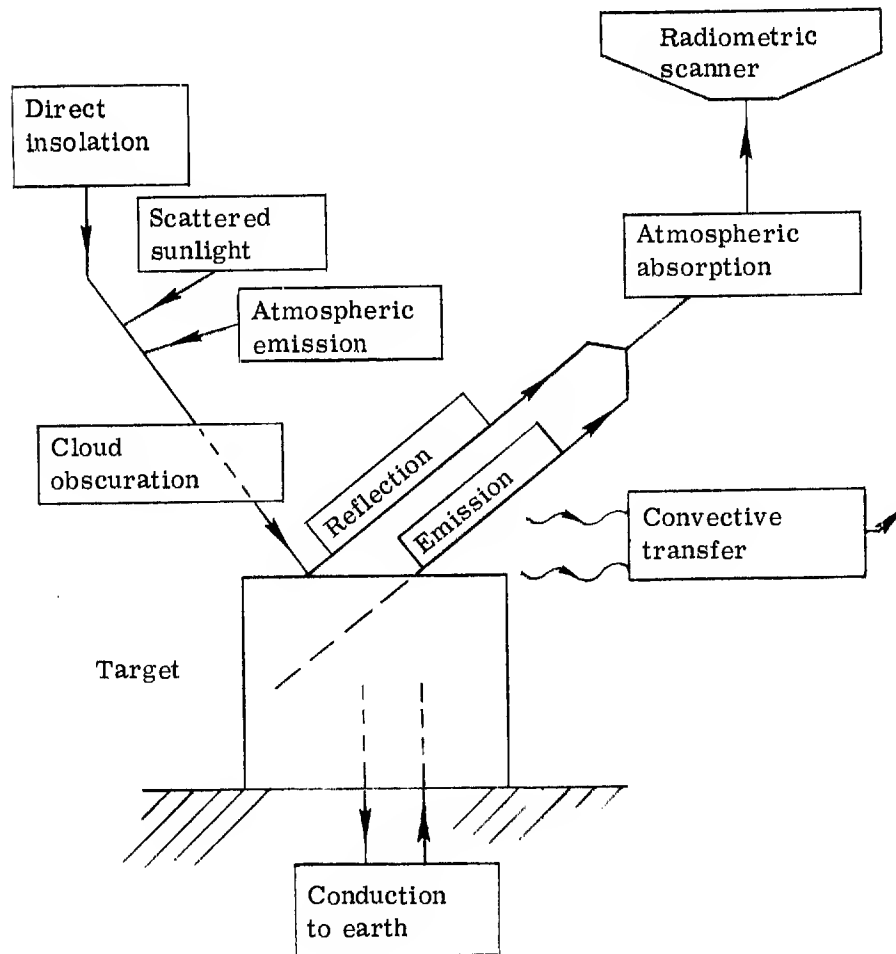 Radiometric
scanner
Direct
insolation
Scattered
sunlight
Atmospheric
absorption
Atmospheric
emission
Cloud
obscuration
Reflection
Emission
Convective
transfer
Target
Conduction
to earth